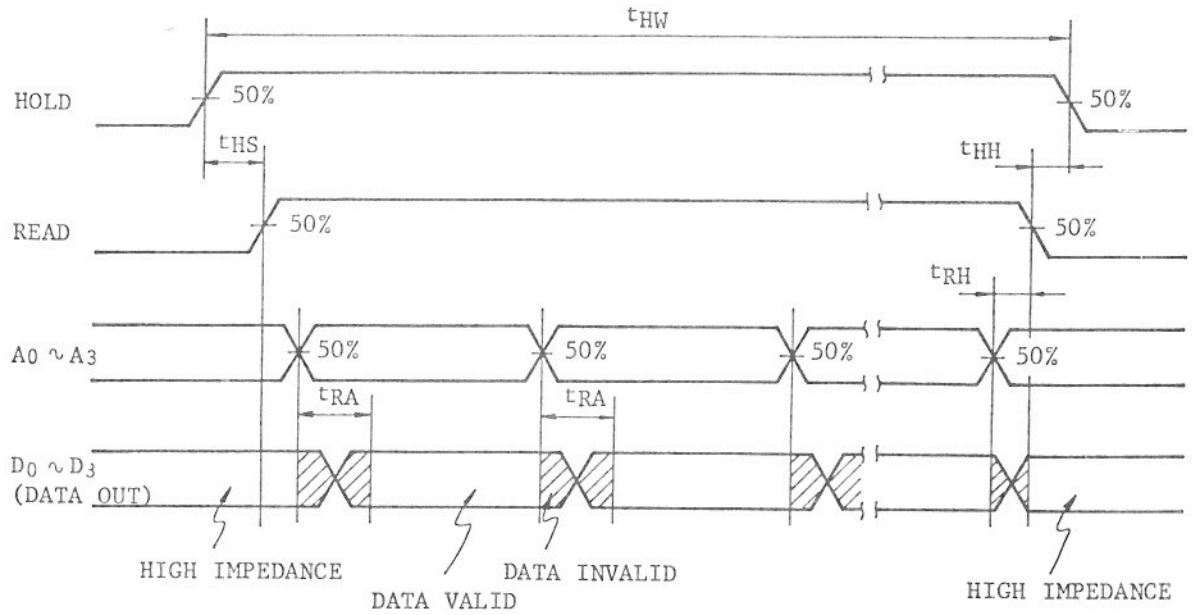 tHW
HOLD
50%
50%
tHS
tHH
READ
50%
50%
tRH
A0 ~ A3
50%
50%
50%
50%
tRA
tRA
D0 ~ D3
(DATA OUT)
HIGH IMPEDANCE
DATA VALID
DATA INVALID
HIGH IMPEDANCE